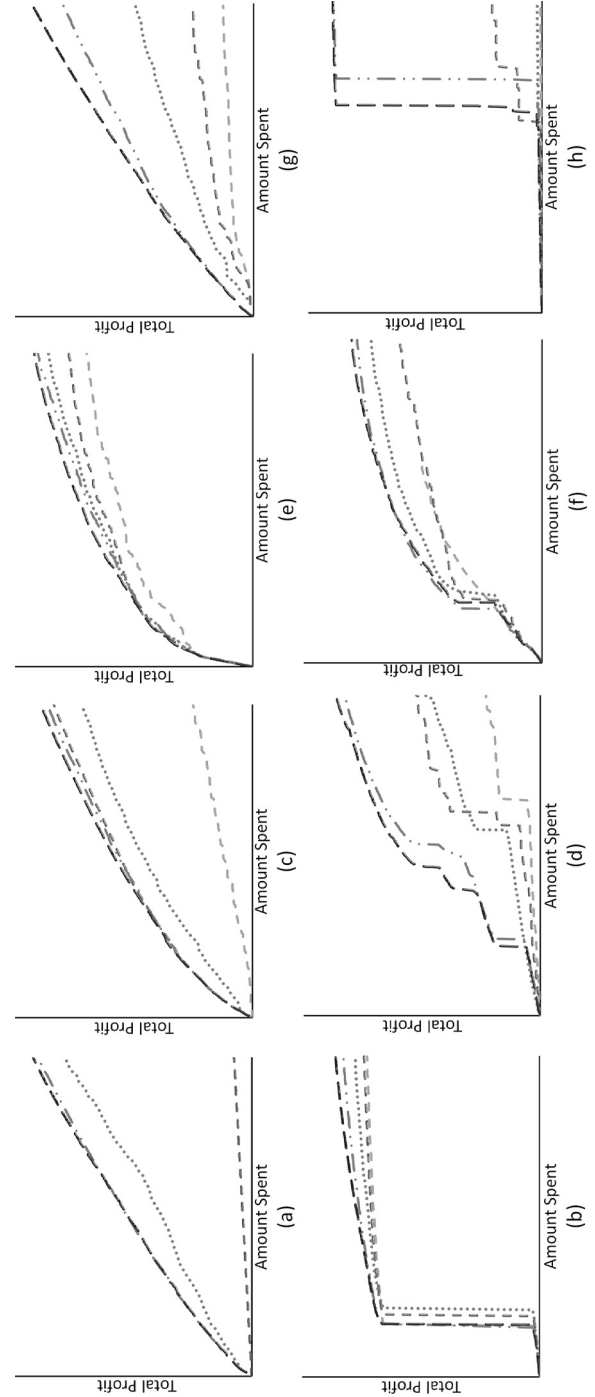 Total Profit
Amount Spent
(a)
Total Profit
Amount Spent
(c)
Total Profit
Amount Spent
(e)
Total Profit
Amount Spent
(g)
Total Profit
Amount Spent
(b)
Total Profit
Amount Spent
(d)
Total Profit
Amount Spent
(f)
Total Profit
Amount Spent
(h)